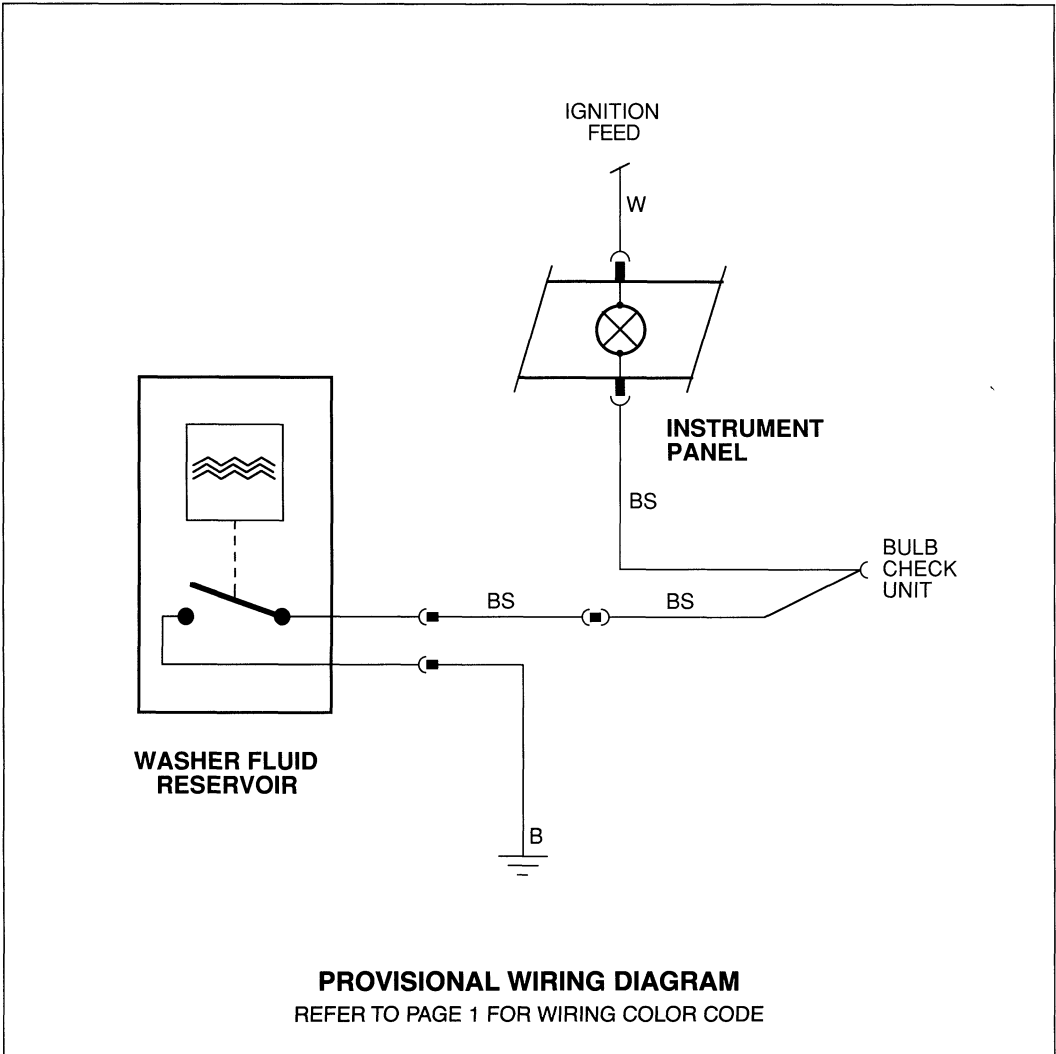 IGNITION
FEED
W
INSTRUMENT
PANEL
BS
BULB
CHECK
UNIT
BS
BS
WASHER FLUID
RESERVOIR
B
PROVISIONAL WIRING DIAGRAM
REFER TO PAGE 1 FOR WIRING COLOR CODE